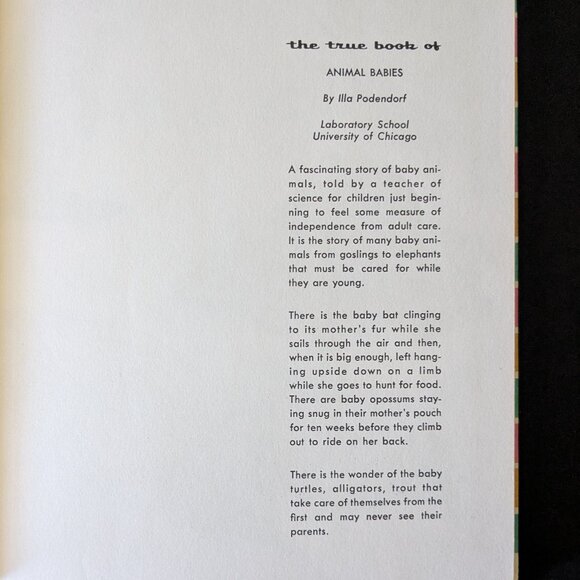 the true book of
ANIMAL BABIES
By Illa Podendorf
Laboratory School
University of Chicago
A fascinating story of baby ani-
mals, told by a teacher of
science for children just begin-
ning to feel some measure of
independence from adult care.
It is the story of many baby ani-
mals from goslings to elephants
that must be cared for while
they are young.
There is the baby bat clinging
to its mother's fur while she
sails through the air and then,
when it is big enough, left hang-
ing upside down on a limb
while she goes to hunt for food.
There are baby opossums stay-
ing snug in their mother's pouch
for ten weeks before they climb
out to ride on her back.
There is the wonder of the baby
turtles, alligators, trout that
take care of themselves from the
first and may never see their
parents.